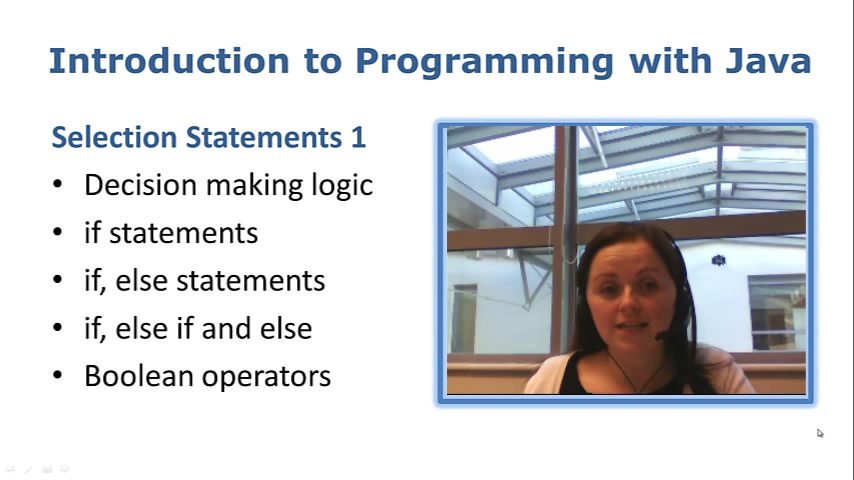 Introduction to Programming with Java
Selection Statements 1
• Decision making logic
• if statements
• if, else statements
• if, else if and else
• Boolean operators